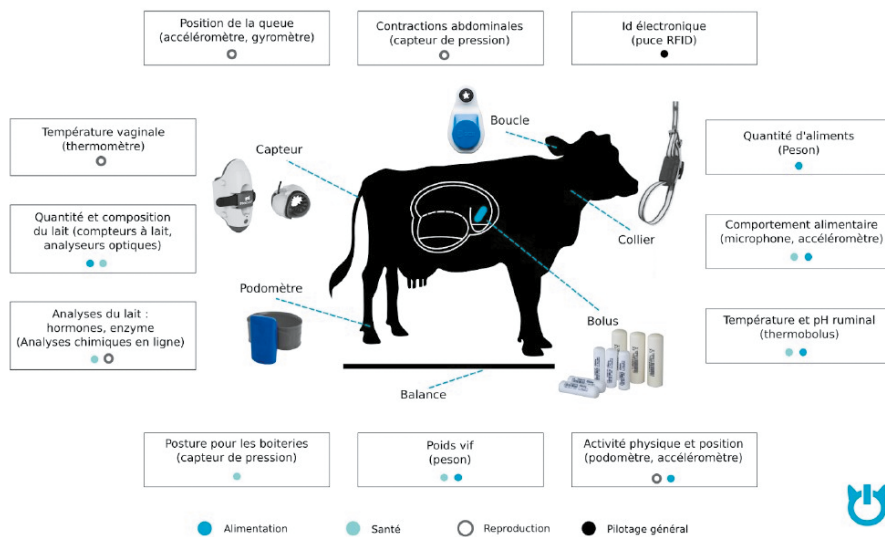 Position de la queue
(accéléromètre, gyromètre)
Contractions abdominales
(capteur de pression)
Id électronique
(puce RFID)
Température vaginale
(thermomètre)
Capteur
Boucle
Quantité d'aliments
(Peson)
Quantité et composition
du lait (compteurs à lait,
analyseurs optiques)
Collier
Comportement alimentaire
(microphone, accéléromètre)
Analyses du lait :
hormones, enzyme
(Analyses chimiques en ligne)
Podomètre
Bolus
Température et pH ruminal
(thermobolus)
Balance
Posture pour les boiteries
(capteur de pression)
Poids vif
(peson)
Activité physique et position
(podomètre, accéléromètre)
Alimentation
Santé
Reproduction
Pilotage général